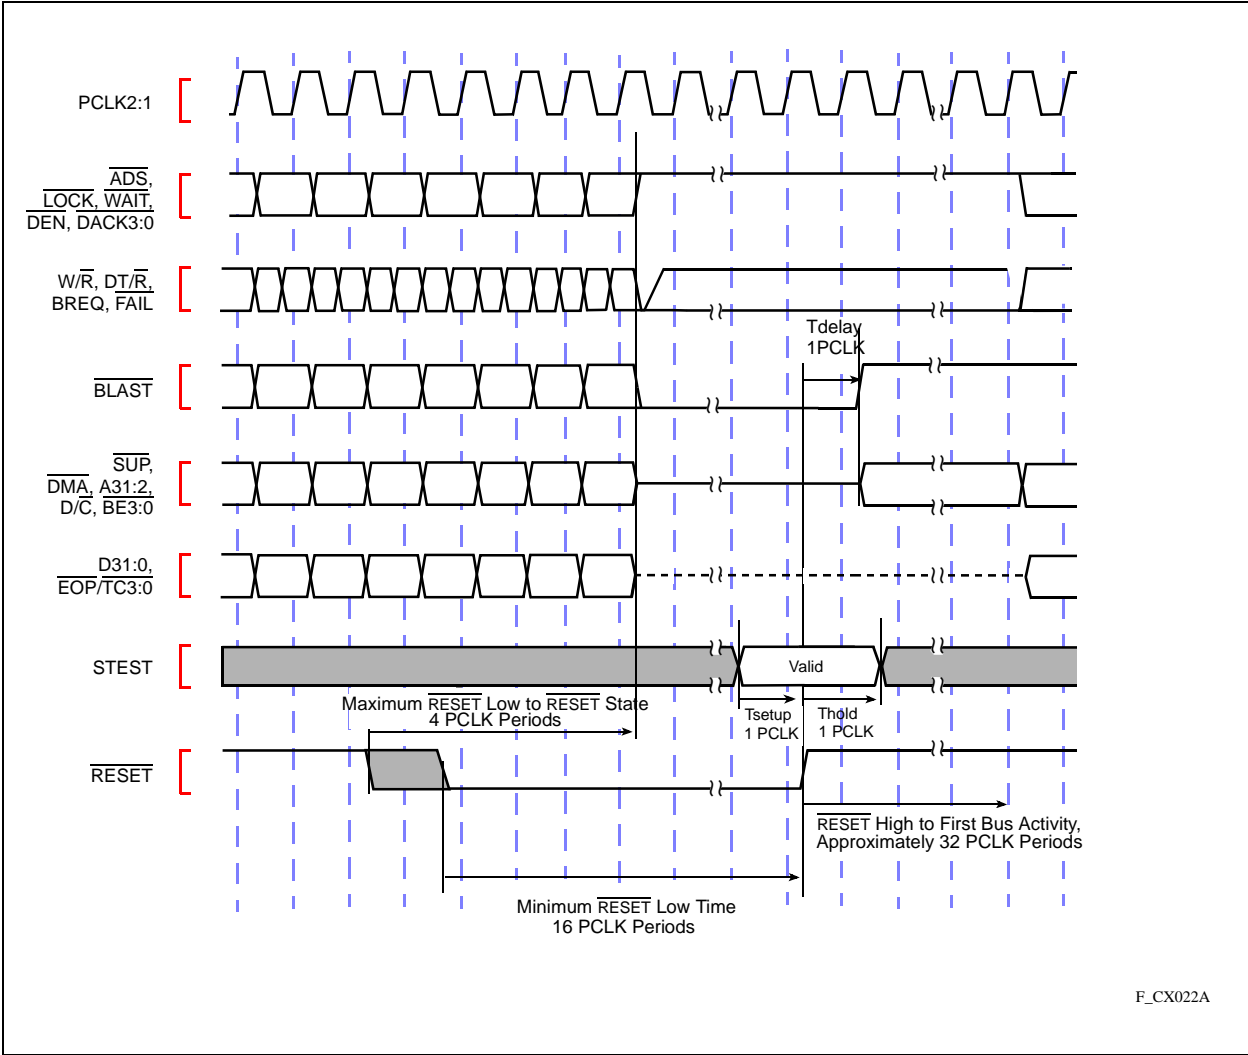 PCLK2:1
ADS,
LOCK, WAIT,
DEN, DACK3:0
W/R, DT/R,
BREQ, FAIL
Tdelay
1PCLK
BLAST
SUP,
DMA, A31:2,
D/C, BE3:0
D31:0,
EOP/TC3:0
STEST
Valid
Maximum RESET Low to RESET State
4 PCLK Periods
Tsetup
1 PCLK
Thold
1 PCLK
RESET
RESET High to First Bus Activity,
Approximately 32 PCLK Periods
Minimum RESET Low Time
16 PCLK Periods
F_CX022A